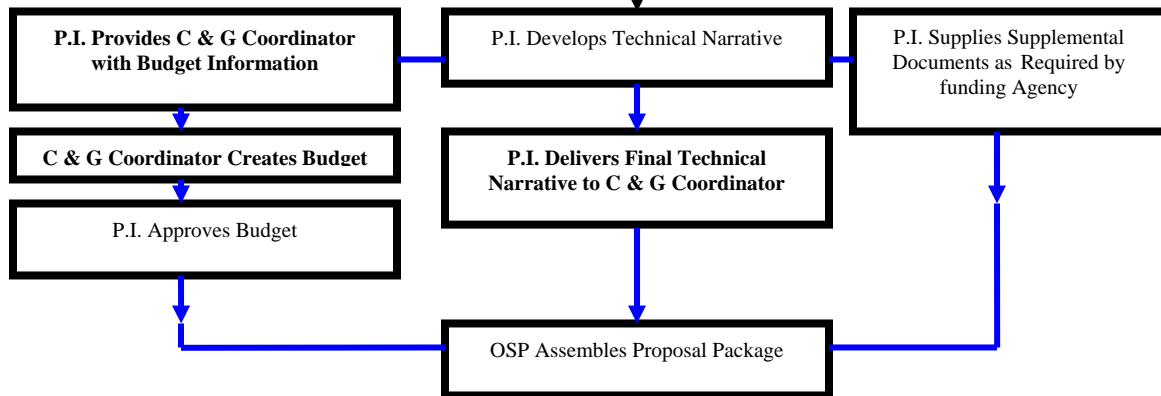 P.I. Provides C & G Coordinator
with Budget Information
P.I. Develops Technical Narrative
P.I. Supplies Supplemental
Documents as Required by
funding Agency
C & G Coordinator Creates Budget
P.I. Delivers Final Technical
Narrative to C & G Coordinator
P.I. Approves Budget
OSP Assembles Proposal Package